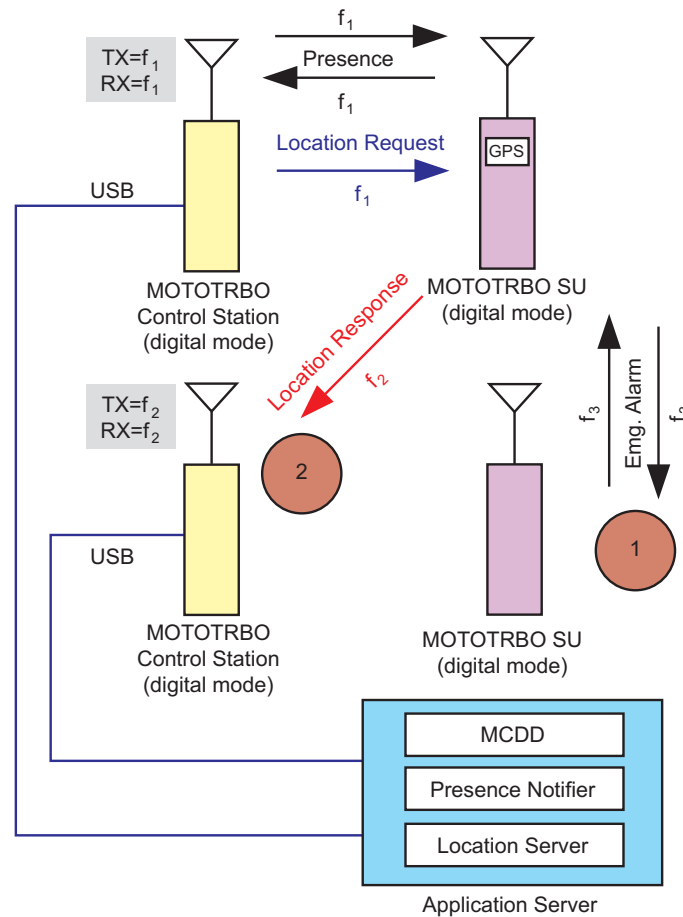 f1
TX=f1
RX=f1
Presence
f1
GPS
Location Request
f1
USB
MOTOTRBO
Control Station
(digital mode)
MOTOTRBO SU
(digital mode)
Location Response
f2
TX=f2
RX=f2
f3
Emg. Alarm
f3
2
1
USB
MOTOTRBO
Control Station
(digital mode)
MOTOTRBO SU
(digital mode)
MCDD
Presence Notifier
Location Server
Application Server